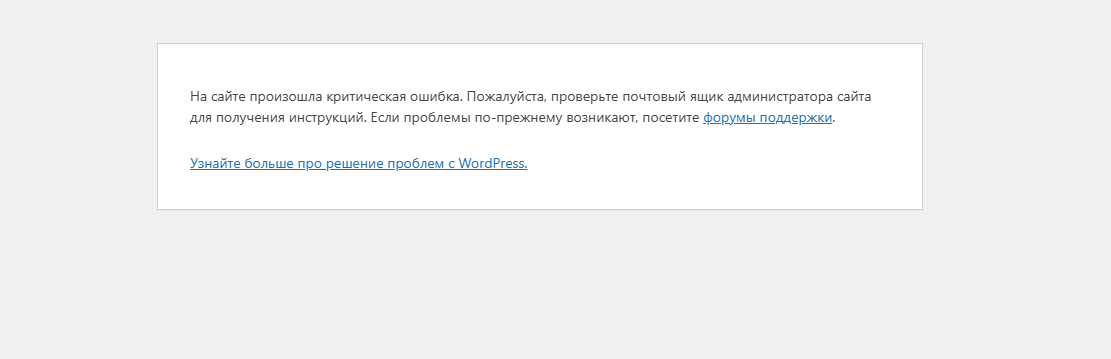 На сайте произошла критическая ошибка. Пожалуйста, проверьте почтовый ящик администратора сайта
для получения инструкций. Если проблемы по-прежнему возникают, посетите форумы поддержки.
Узнайте больше про решение проблем с WordPress.